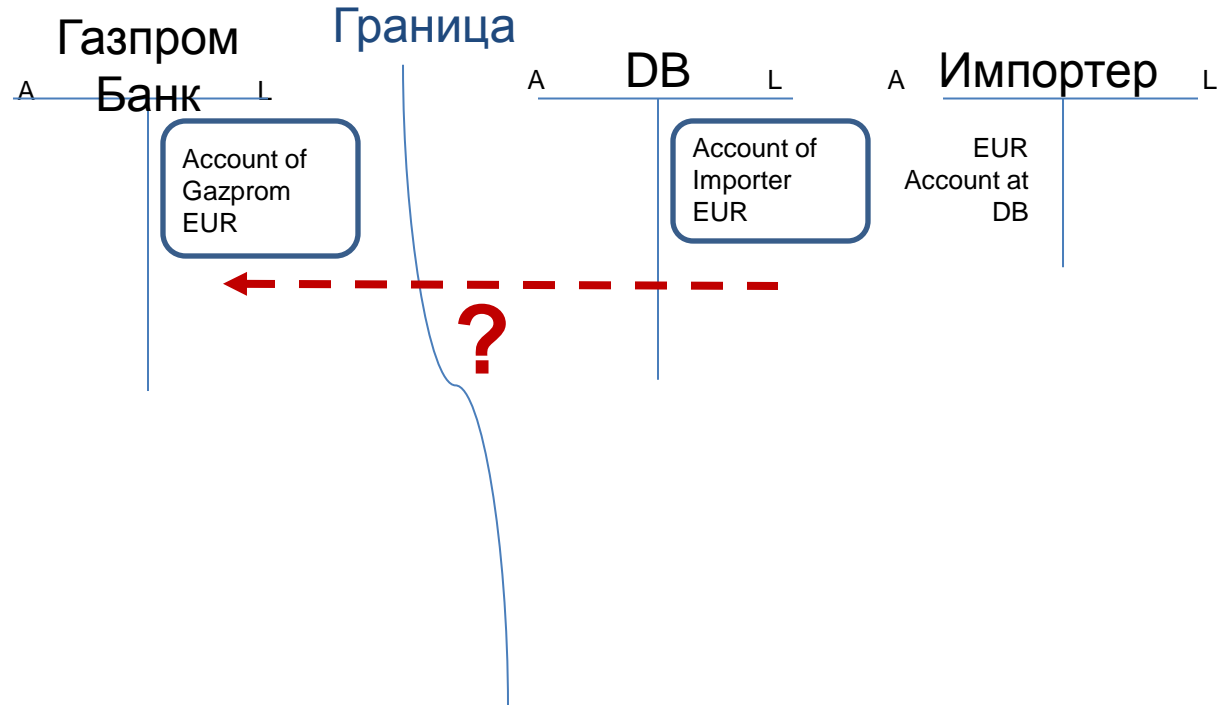 Газпром
Банк
A
L
Граница
A
DB
L
A
Импортер
L
Account of
Gazprom
EUR
Account of
Importer
EUR
EUR
Account at
DB
?